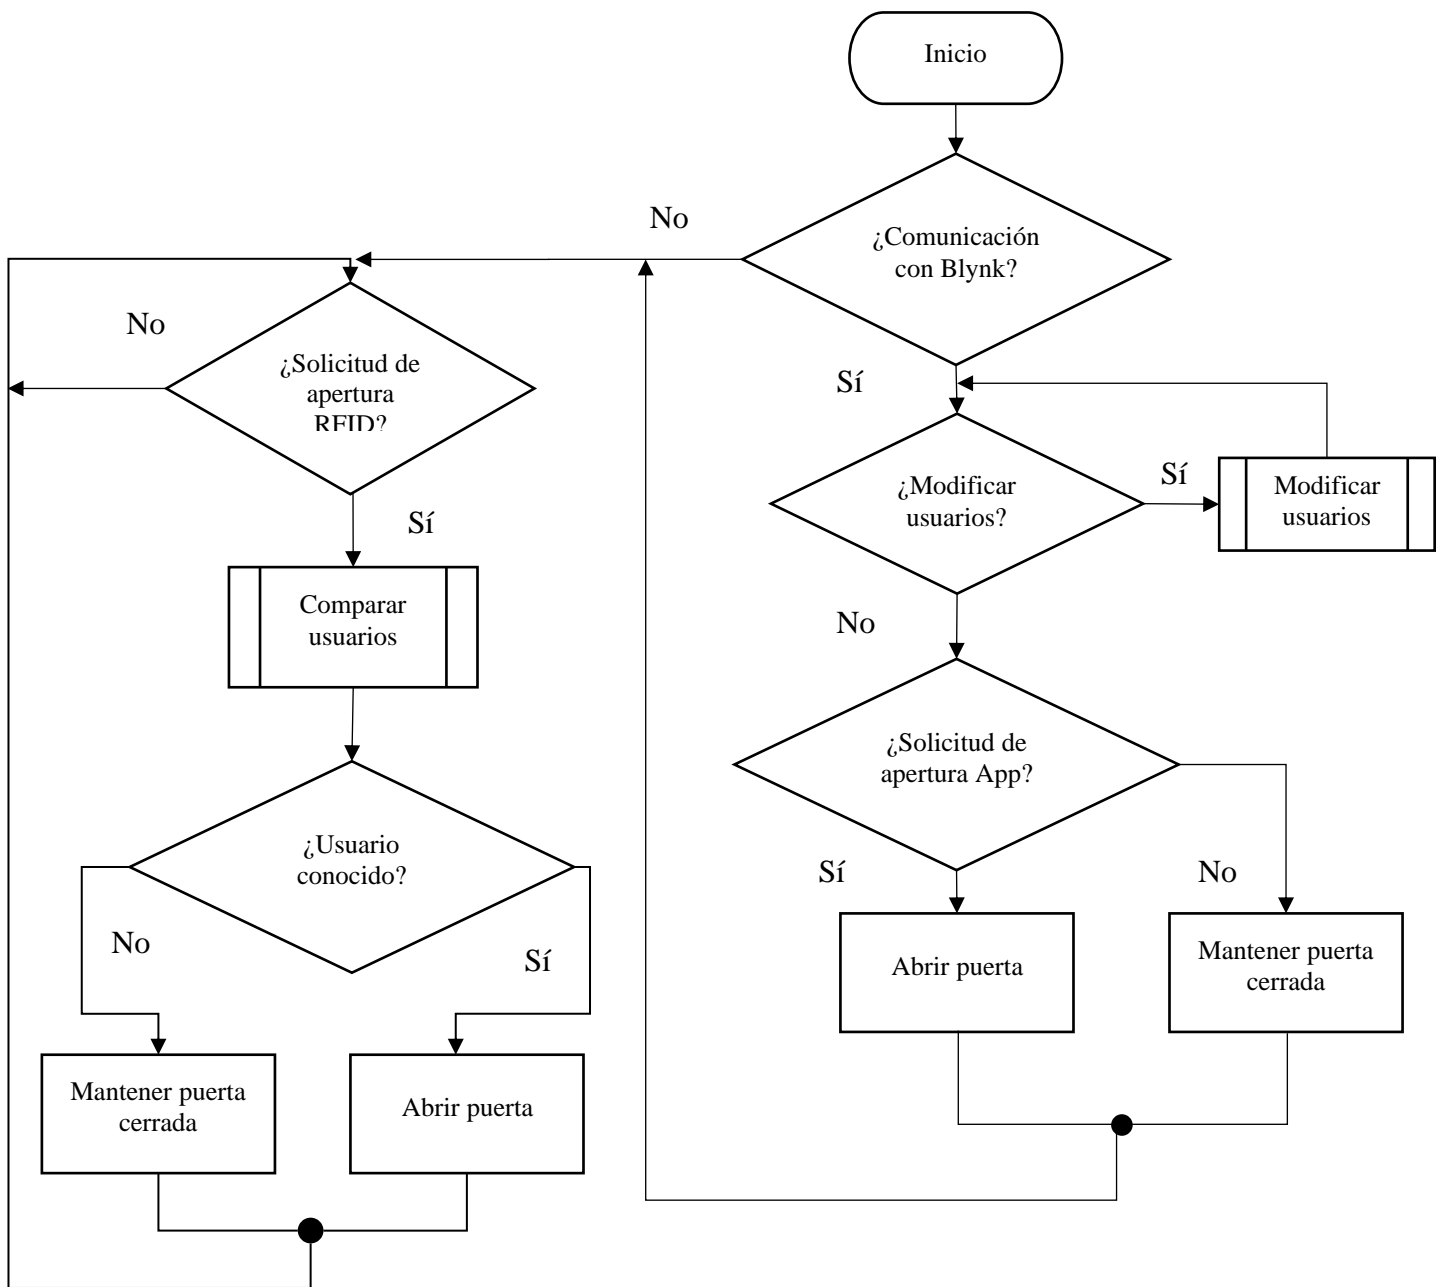 Inicio
¿Comunicación
con Blynk?
No
Sí
¿Solicitud de
apertura
RFID?
No
Sí
¿Modificar
usuarios?
Sí
Modificar
usuarios
No
Comparar
usuarios
¿Solicitud de
apertura App?
Sí
No
¿Usuario
conocido?
No
Sí
Abrir puerta
Mantener puerta
cerrada
Mantener puerta
cerrada
Abrir puerta